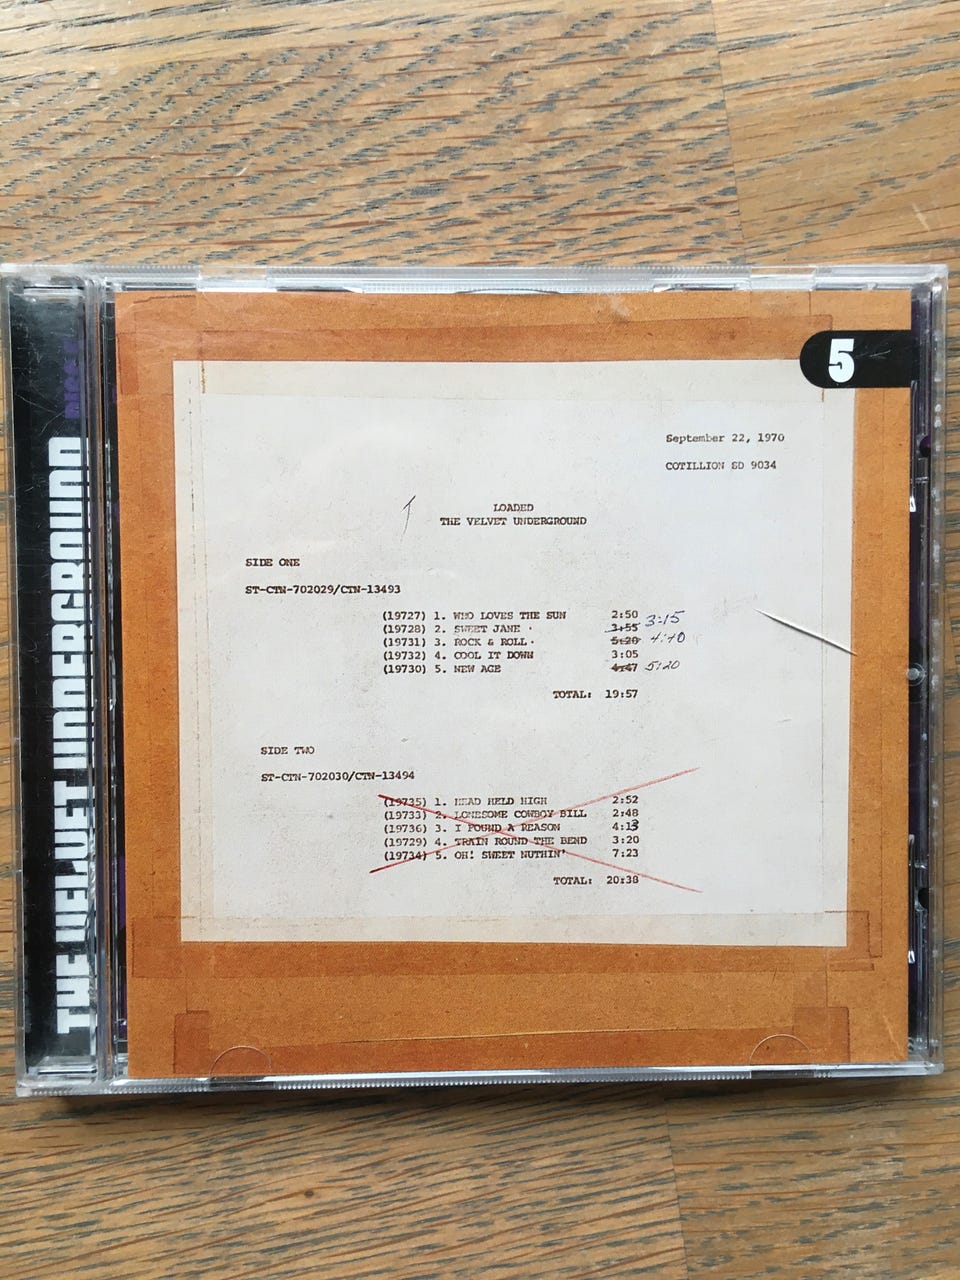 THE VELVET UNDERGROUND
5
September 22, 1970
COTILLION SD 9034
LOADED
THE VELVET UNDERGROUND
SIDE ONE
ST-CTN-702029/CTN-13493
(19727) 1. WHO LOVES THE SUN 2:50
(19728) 2. SWEET JANE 3:55 3:15
(19731) 3. ROCK & ROLL 5:20 4:40
(19732) 4. COOL IT DOWN 3:05
(19730) 5. NEW AGE 4:47 5:20
TOTAL: 19:57
SIDE TWO
ST-CTN-702030/CTN-13494
(19735) 1. HEAD HELD HIGH 2:52
(19733) 2. LONESOME COWBOY BILL 2:48
(19736) 3. I FOUND A REASON 4:13
(19729) 4. TRAIN ROUND THE BEND 3:20
(19734) 5. OH! SWEET NUTHIN' 7:23
TOTAL: 20:38